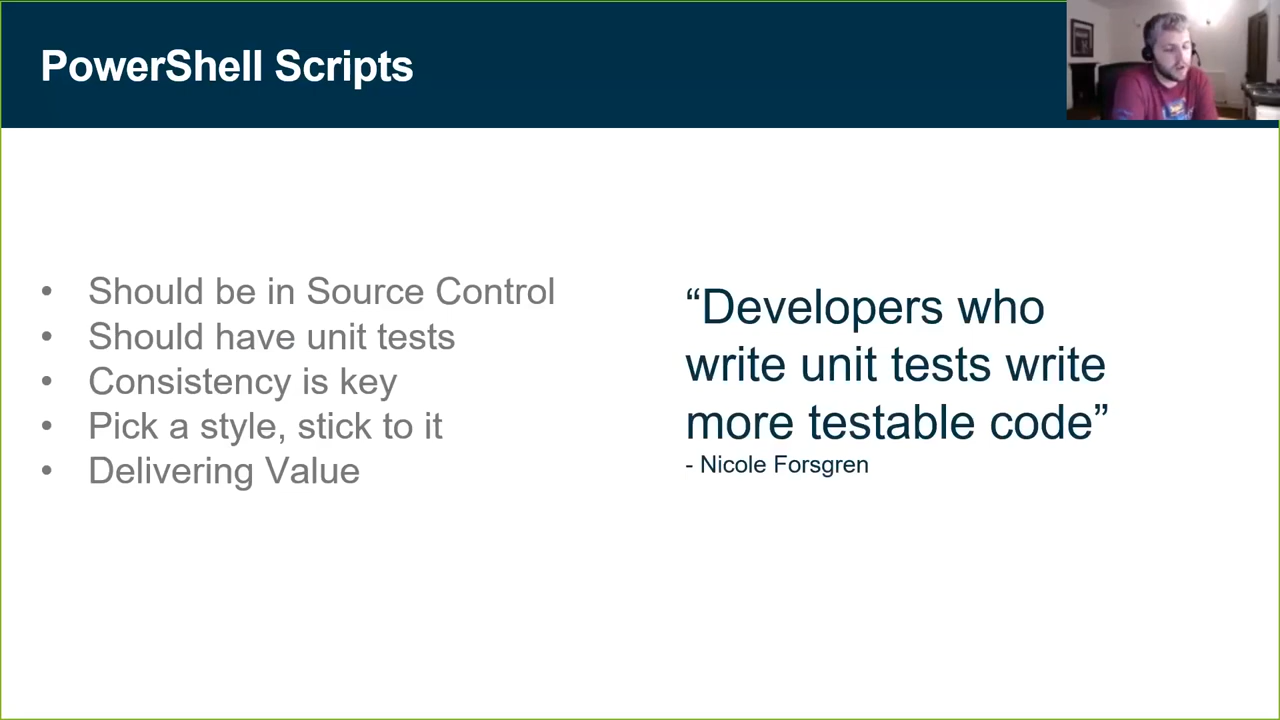 PowerShell Scripts
• Should be in Source Control
• Should have unit tests
• Consistency is key
• Pick a style, stick to it
• Delivering Value
“Developers who
write unit tests write
more testable code”
- Nicole Forsgren